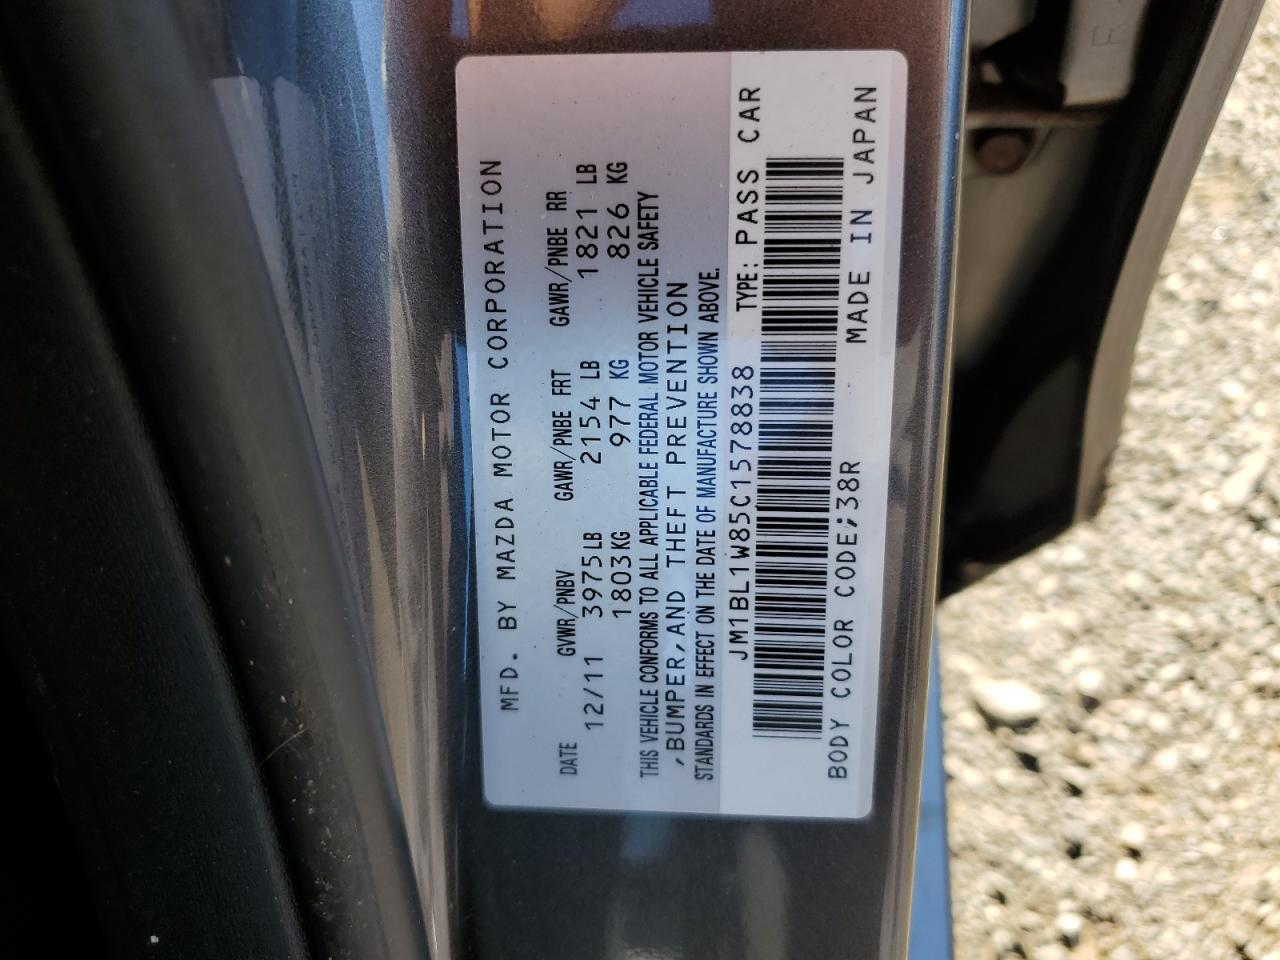 MFD. BY MAZDA MOTOR CORPORATION
DATE GVWR/PNBV GAWR/PNBE FRT GAWR/PNBE RR
12/11 3975LB 2154 LB 1821 LB
1803KG 977 KG 826 KG
THIS VEHICLE CONFORMS TO ALL APPLICABLE FEDERAL MOTOR VEHICLE SAFETY
,BUMPER,AND THEFT PREVENTION
STANDARDS IN EFFECT ON THE DATE OF MANUFACTURE SHOWN ABOVE.
JM1BL1W85C1578838 TYPE: PASS CAR
BODY COLOR CODE;38R MADE IN JAPAN